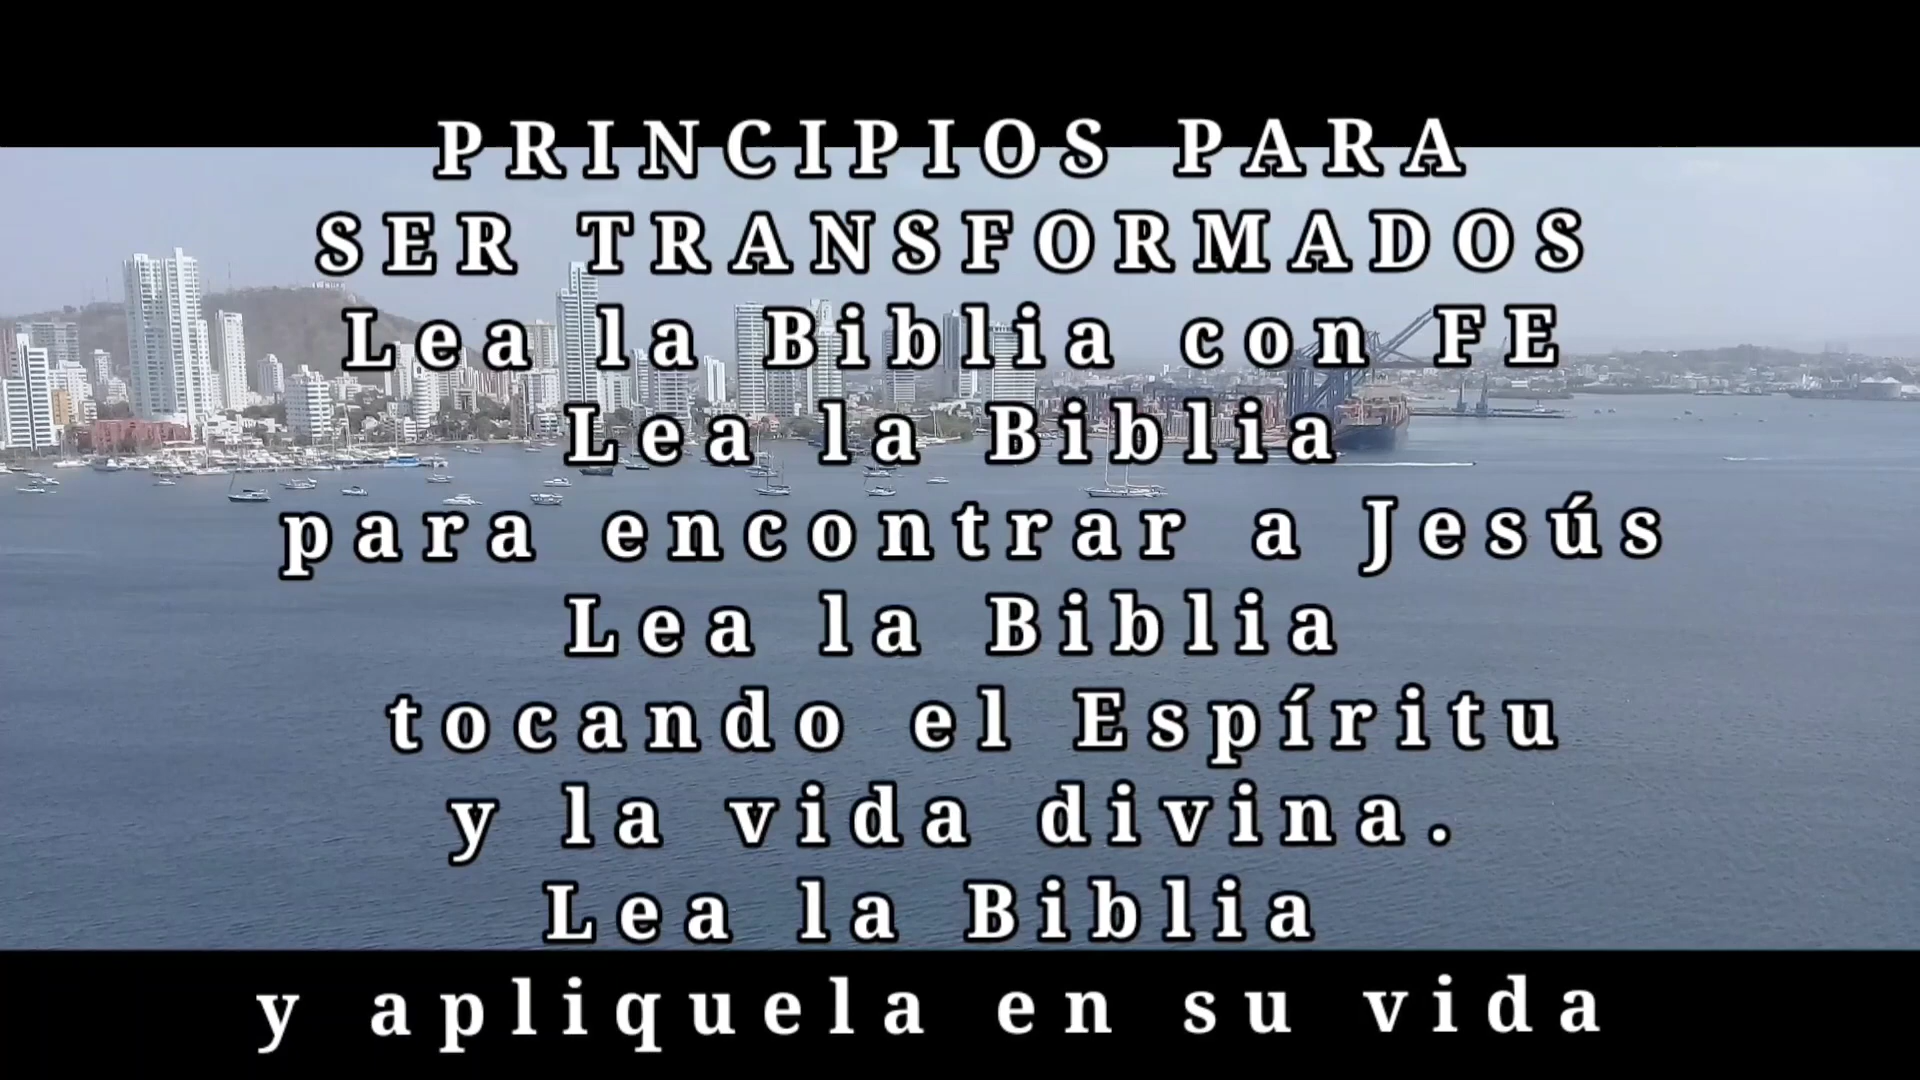 PRINCIPIOS PARA
SER TRANSFORMADOS
Lea la Biblia con FE
Lea la Biblia
para encontrar a Jesús
Lea la Biblia
tocando el Espíritu
y la vida divina.
Lea la Biblia
y apliquela en su vida